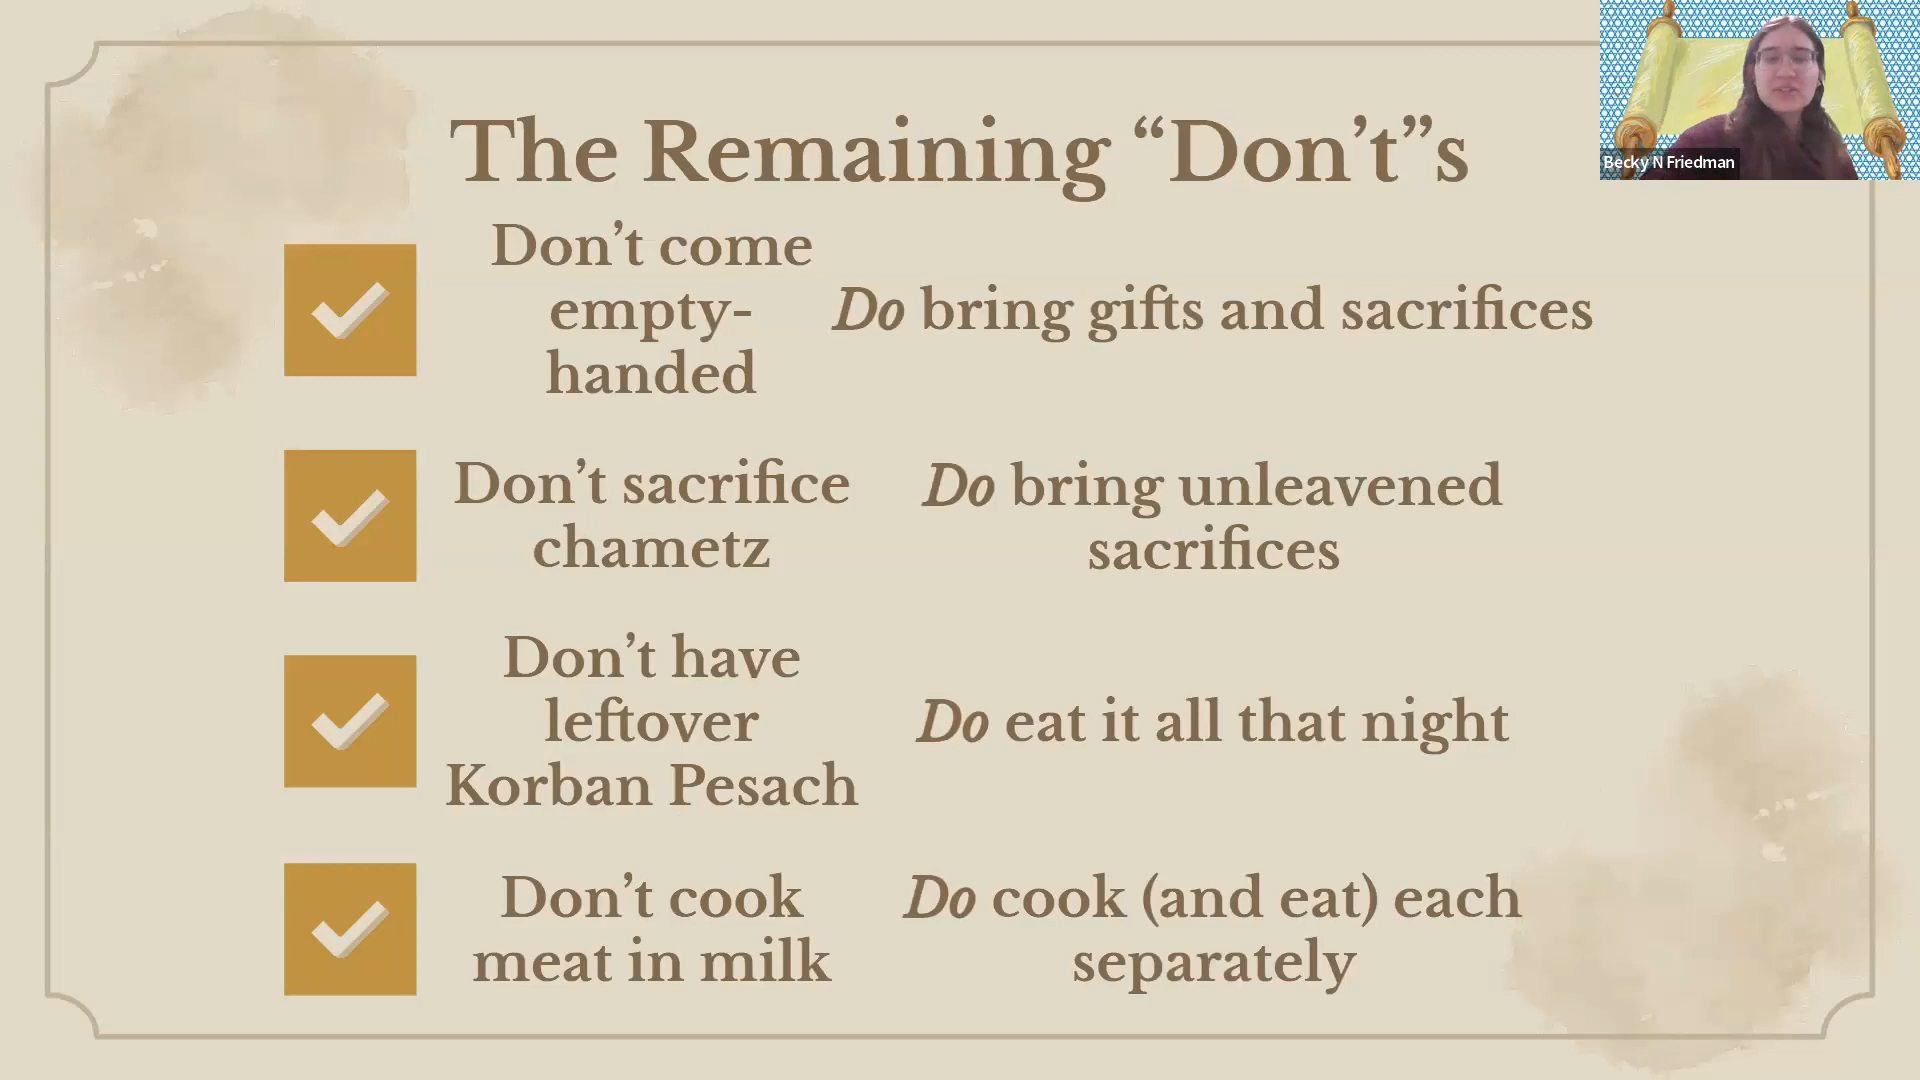 The Remaining “Don’t”s
Becky N Friedman
Don’t come
empty-
handed
Do bring gifts and sacrifices
Don’t sacrifice
chametz
Do bring unleavened
sacrifices
Don’t have
leftover
Korban Pesach
Do eat it all that night
Don’t cook
meat in milk
Do cook (and eat) each
separately